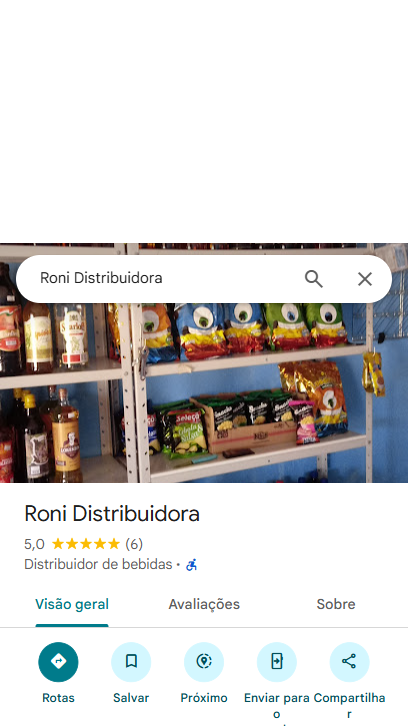 Roni Distribuidora
Roni Distribuidora
5,0 (6)
Distribuidor de bebidas ·
Visão geral
Avaliações
Sobre
Rotas
Salvar
Próximo
Enviar para
o
Compartilha
r